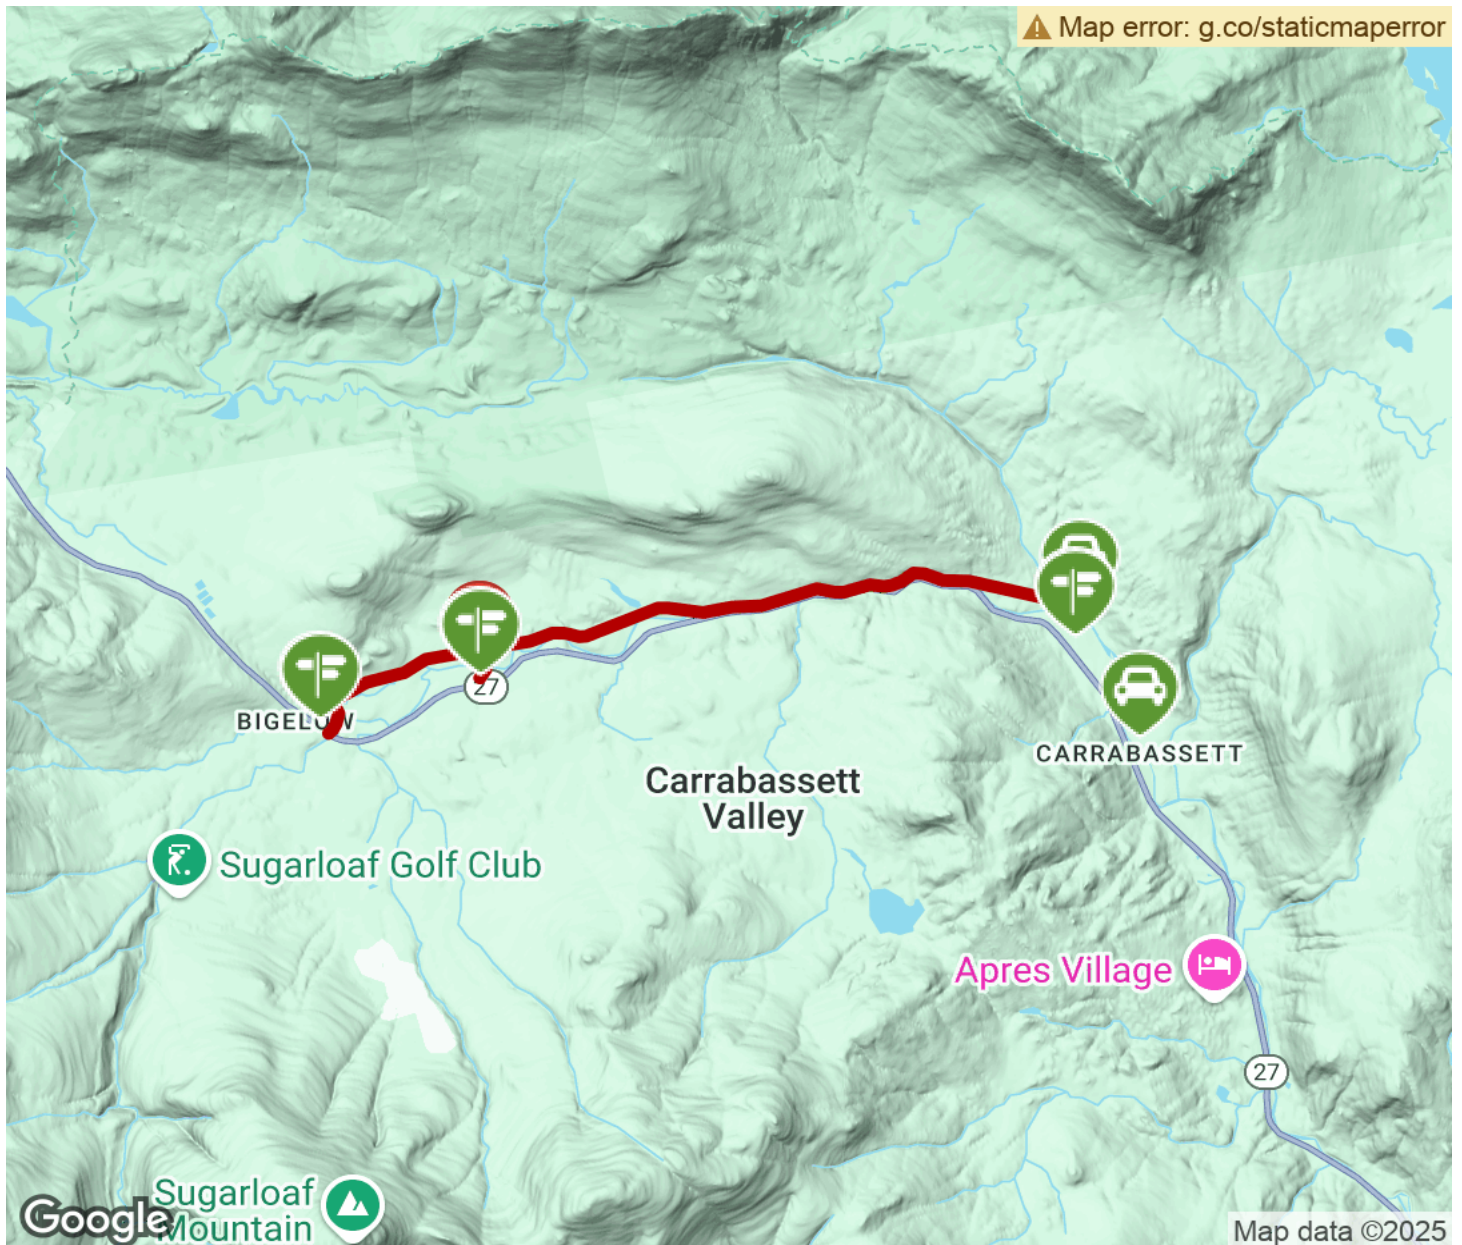 Map error: g.co/staticmaperror
27
BIGELOW
CARRABASSETT
Carrabassett
Valley
Sugarloaf Golf Club
Apres Village
27
Sugarloaf
Mountain
Google
Map data ©2025